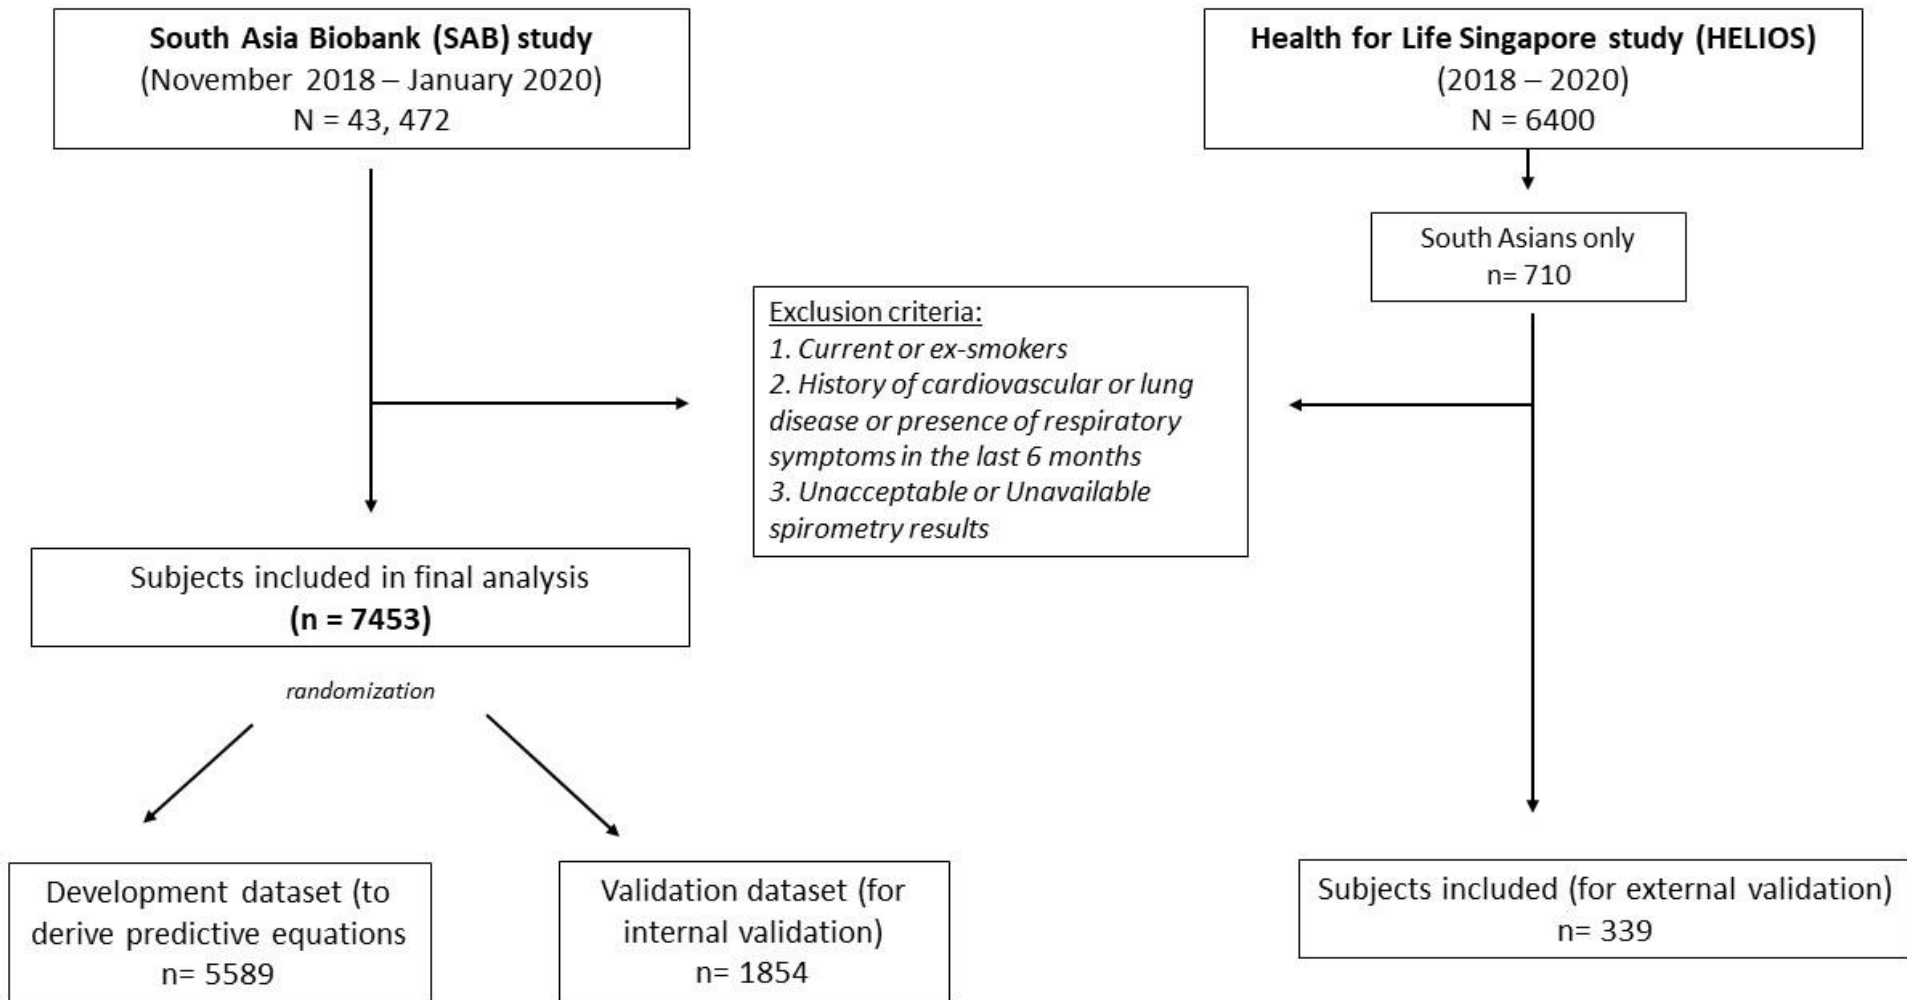 South Asia Biobank (SAB) study
(November 2018 – January 2020)
N = 43, 472
Health for Life Singapore study (HELIOS)
(2018 – 2020)
N = 6400
South Asians only
n= 710
Exclusion criteria:
1. Current or ex-smokers
2. History of cardiovascular or lung
disease or presence of respiratory
symptoms in the last 6 months
3. Unacceptable or Unavailable
spirometry results
Subjects included in final analysis
(n = 7453)
randomization
Development dataset (to
derive predictive equations
n= 5589
Validation dataset (for
internal validation)
n= 1854
Subjects included (for external validation)
n= 339